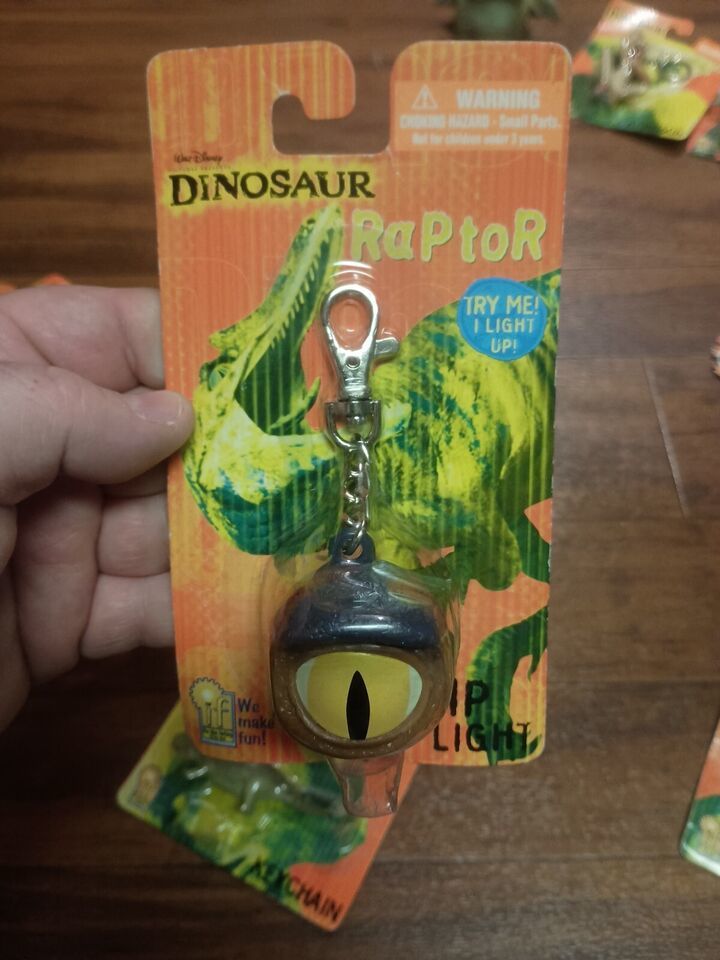 WARNING
CHOKING HAZARD - Small Parts.
Not for children under 3 years.
Walt Disney
DINOSAUR
RaPtoR
TRY ME!
I LIGHT
UP!
if
We
make
fun!
IP
LIGHT
KEYCHAIN